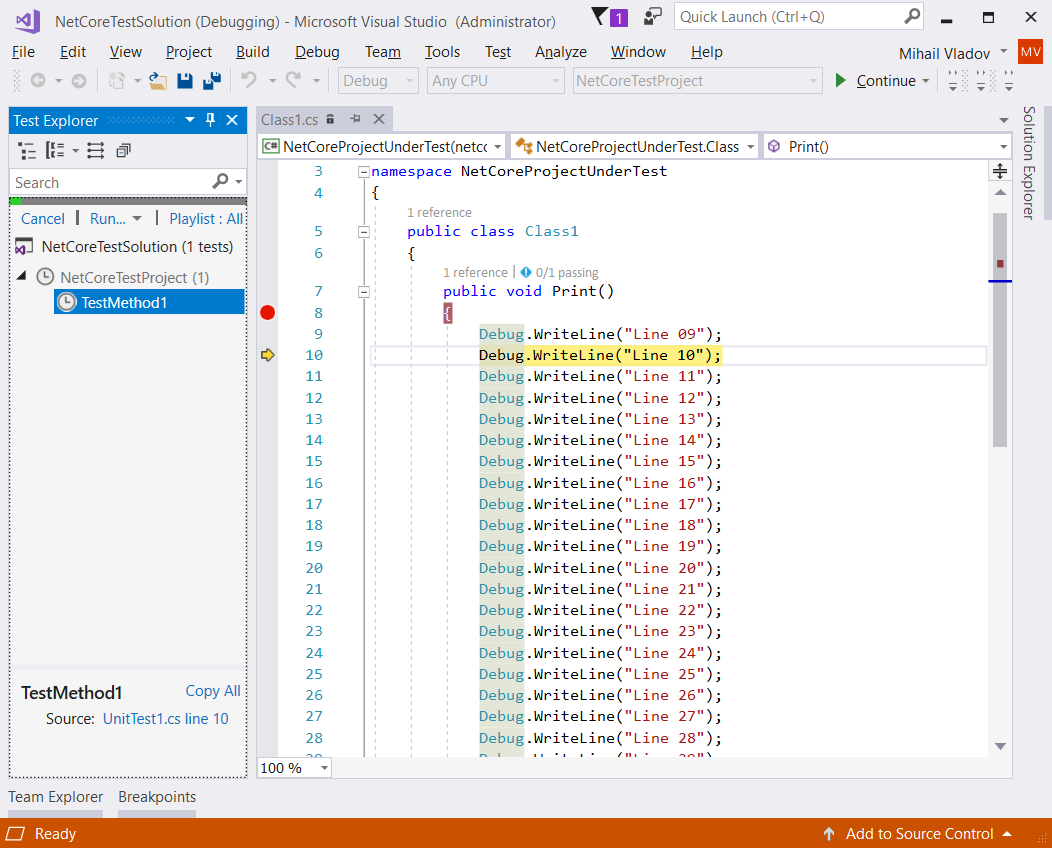 NetCoreTestSolution (Debugging) - Microsoft Visual Studio (Administrator)
1
Quick Launch (Ctrl+Q)
File Edit View Project Build Debug Team Tools Test Analyze Window Help
Mihail Vladov MV
Debug Any CPU NetCoreTestProject Continue
Test Explorer
Search
Cancel Run... Playlist : All
NetCoreTestSolution (1 tests)
NetCoreTestProject (1)
TestMethod1
TestMethod1 Copy All
Source: UnitTest1.cs line 10
Class1.cs
C# NetCoreProjectUnderTest(netcc NetCoreProjectUnderTest.Class Print()
3 namespace NetCoreProjectUnderTest
4 {
1 reference
5 public class Class1
6 {
1 reference | 0/1 passing
7 public void Print()
8 {
9 Debug.WriteLine("Line 09");
10 Debug.WriteLine("Line 10");
11 Debug.WriteLine("Line 11");
12 Debug.WriteLine("Line 12");
13 Debug.WriteLine("Line 13");
14 Debug.WriteLine("Line 14");
15 Debug.WriteLine("Line 15");
16 Debug.WriteLine("Line 16");
17 Debug.WriteLine("Line 17");
18 Debug.WriteLine("Line 18");
19 Debug.WriteLine("Line 19");
20 Debug.WriteLine("Line 20");
21 Debug.WriteLine("Line 21");
22 Debug.WriteLine("Line 22");
23 Debug.WriteLine("Line 23");
24 Debug.WriteLine("Line 24");
25 Debug.WriteLine("Line 25");
26 Debug.WriteLine("Line 26");
27 Debug.WriteLine("Line 27");
28 Debug.WriteLine("Line 28");
100 %
Solution Explorer
Team Explorer Breakpoints
Ready Add to Source Control